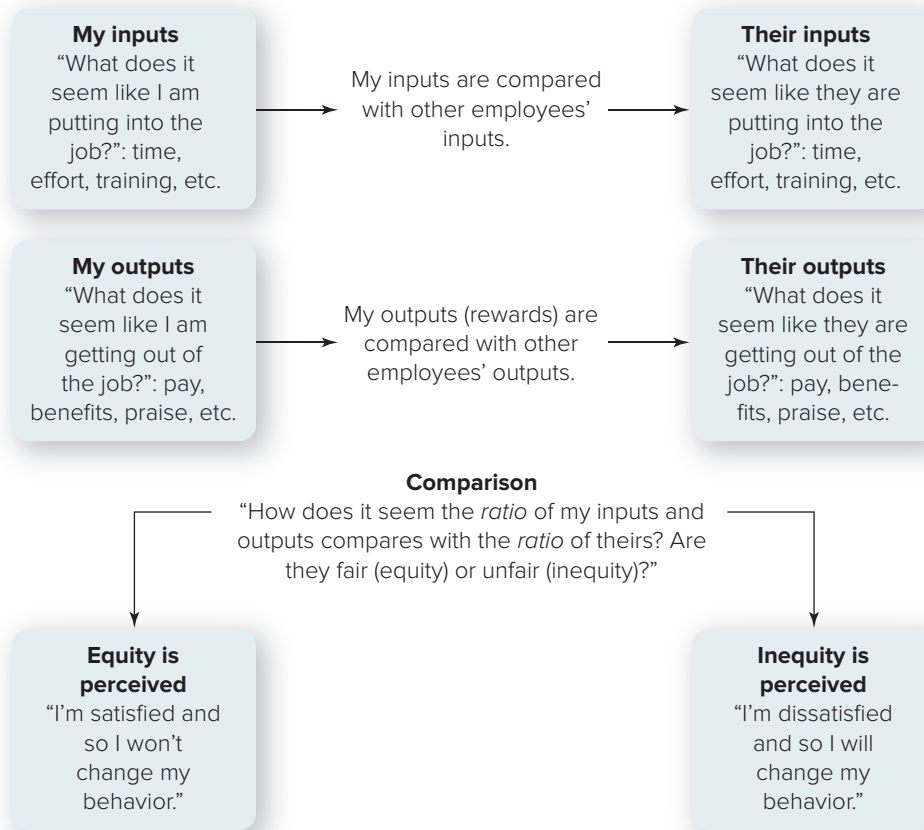 My inputs
“What does it
seem like I am
putting into the
job?”: time,
effort, training, etc.
My inputs are compared
with other employees’
inputs.
Their inputs
“What does it
seem like they are
putting into the
job?”: time,
effort, training, etc.
My outputs
“What does it
seem like I am
getting out of
the job?”: pay,
benefits, praise, etc.
My outputs (rewards) are
compared with other
employees’ outputs.
Their outputs
“What does it
seem like they are
getting out of the
job?”: pay, bene-
fits, praise, etc.
Comparison
“How does it seem the ratio of my inputs and
outputs compares with the ratio of theirs? Are
they fair (equity) or unfair (inequity)?”
Equity is
perceived
“I’m satisfied and
so I won’t
change my
behavior.”
Inequity is
perceived
“I’m dissatisfied
and so I will
change my
behavior.”